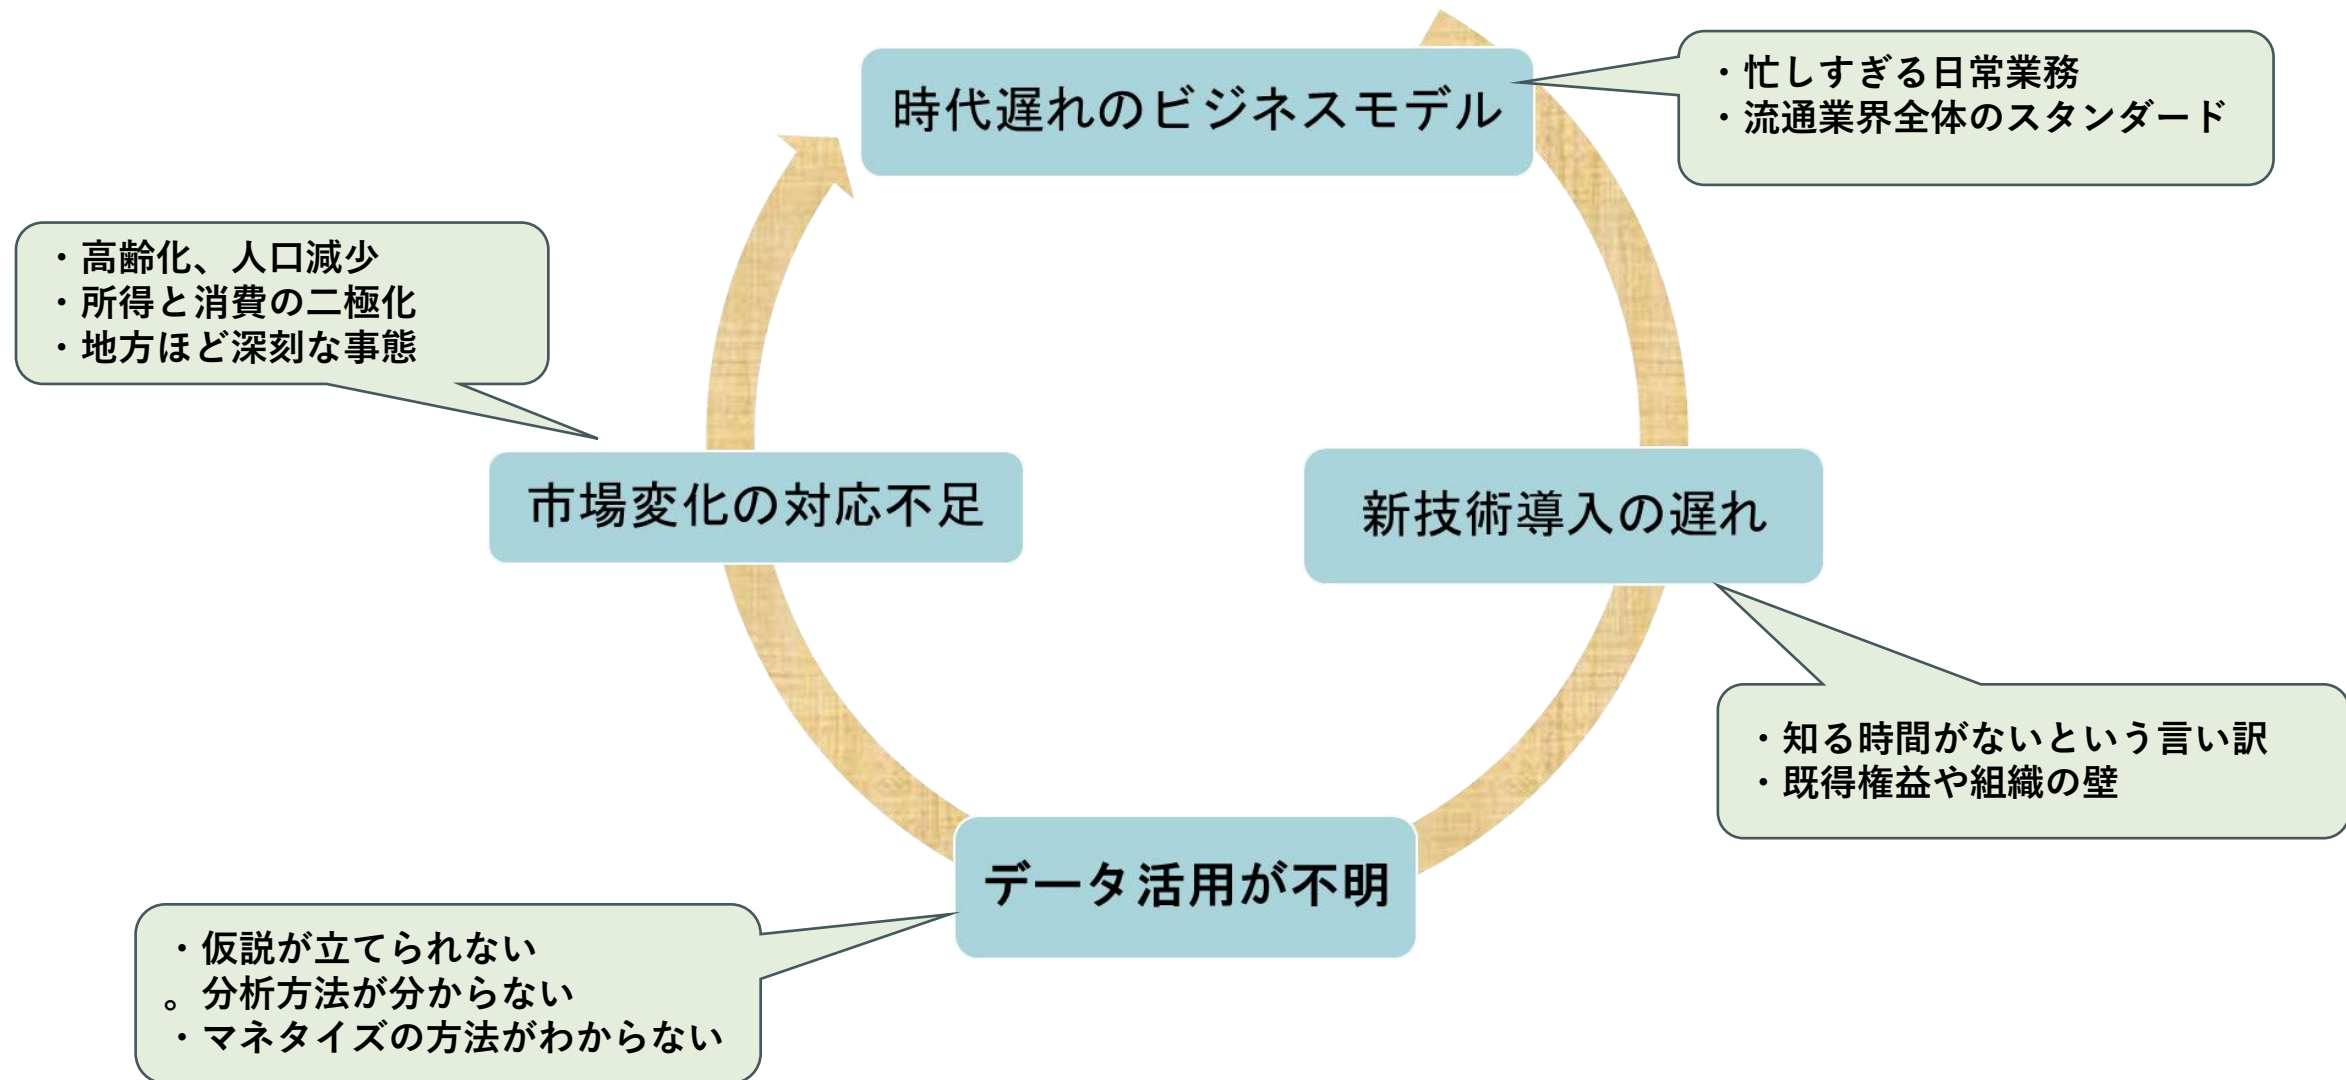 時代遅れのビジネスモデル
・忙しすぎる日常業務
・流通業界全体のスタンダード
・高齢化、人口減少
・所得と消費の二極化
・地方ほど深刻な事態
市場変化の対応不足
新技術導入の遅れ
・知る時間がないという言い訳
・既得権益や組織の壁
データ活用が不明
・仮説が立てられない
。分析方法が分からない
・マネタイズの方法がわからない